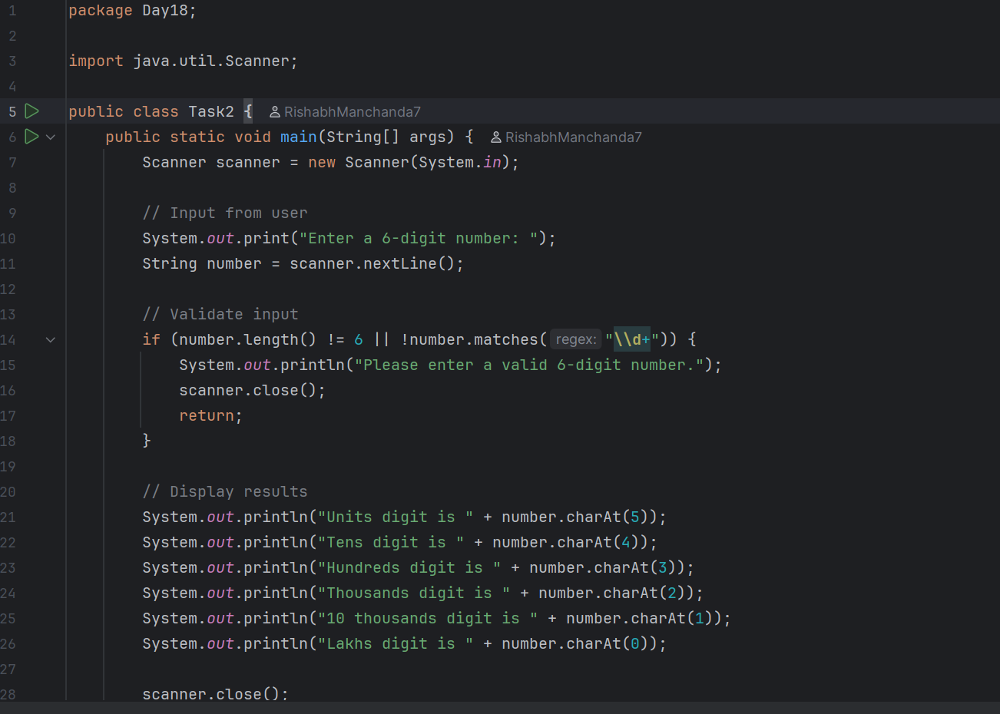 1 package Day18;
2
3 import java.util.Scanner;
4
5 public class Task2 { RishabhManchanda7
6 public static void main(String[] args) { RishabhManchanda7
7 Scanner scanner = new Scanner(System.in);
8
9 // Input from user
10 System.out.print("Enter a 6-digit number: ");
11 String number = scanner.nextLine();
12
13 // Validate input
14 if (number.length() != 6 || !number.matches( regex: "\\d+")) {
15 System.out.println("Please enter a valid 6-digit number.");
16 scanner.close();
17 return;
18 }
19
20 // Display results
21 System.out.println("Units digit is " + number.charAt(5));
22 System.out.println("Tens digit is " + number.charAt(4));
23 System.out.println("Hundreds digit is " + number.charAt(3));
24 System.out.println("Thousands digit is " + number.charAt(2));
25 System.out.println("10 thousands digit is " + number.charAt(1));
26 System.out.println("Lakhs digit is " + number.charAt(0));
27
28 scanner.close();